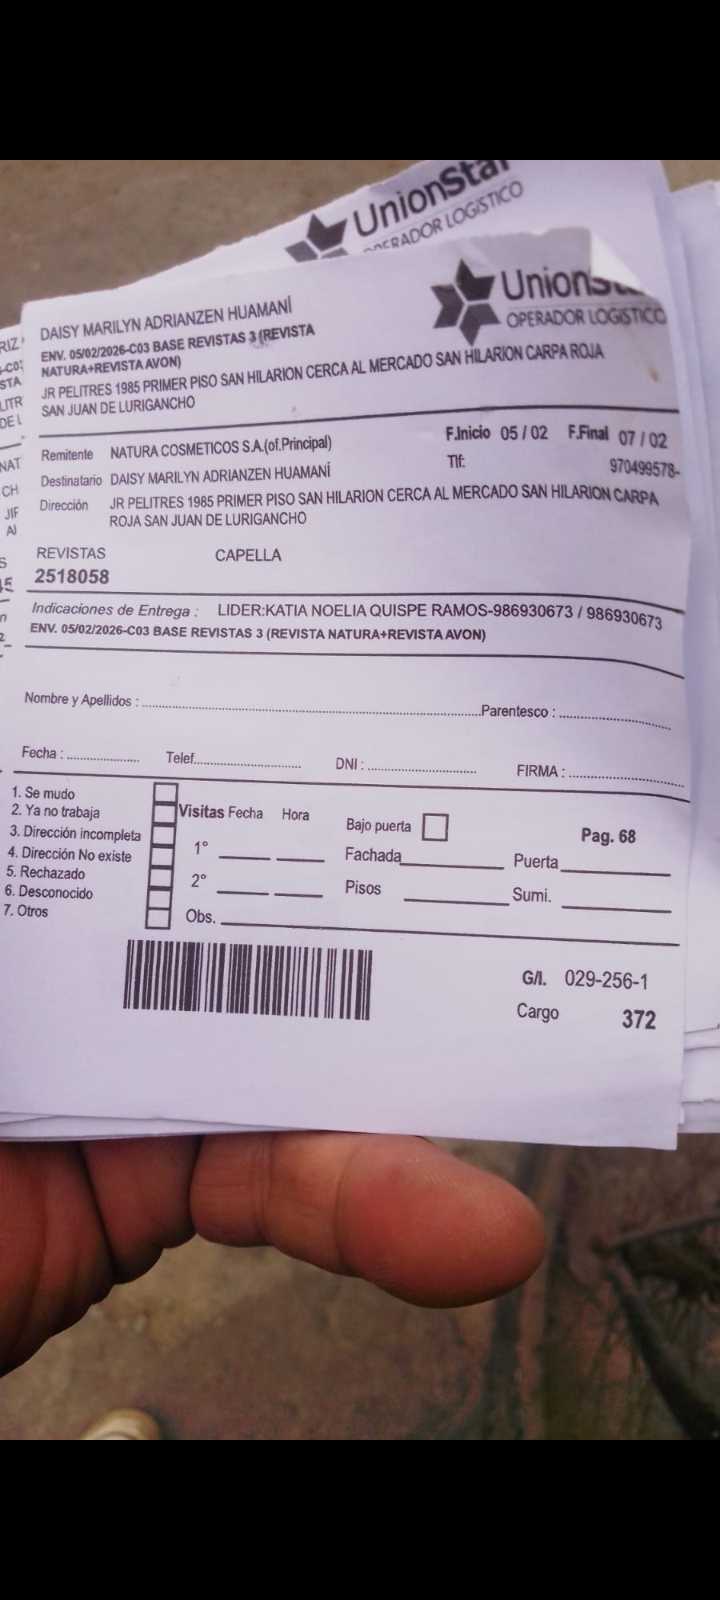 UnionStar
OPERADOR LOGíSTICO
UnionS
OPERADOR LOGíSTICO
DAISY MARILYN ADRIANZEN HUAMANÍ
ENV. 05/02/2026-C03 BASE REVISTAS 3 (REVISTA
NATURA+REVISTA AVON)
JR PELITRES 1985 PRIMER PISO SAN HILARION CERCA AL MERCADO SAN HILARION CARPA ROJA
SAN JUAN DE LURIGANCHO
Remitente NATURA COSMETICOS S.A.(of.Principal)
F.Inicio 05 / 02 F.Final 07 / 02
Destinatario DAISY MARILYN ADRIANZEN HUAMANÍ
Tlf: 970499578-
Dirección JR PELITRES 1985 PRIMER PISO SAN HILARION CERCA AL MERCADO SAN HILARION CARPA
ROJA SAN JUAN DE LURIGANCHO
REVISTAS CAPELLA
2518058
Indicaciones de Entrega : LIDER:KATIA NOELIA QUISPE RAMOS-986930673 / 986930673
ENV. 05/02/2026-C03 BASE REVISTAS 3 (REVISTA NATURA+REVISTA AVON)
Nombre y Apellidos : Parentesco :
Fecha : Telef. DNI : FIRMA :
1. Se mudo
2. Ya no trabaja
3. Dirección incompleta
4. Dirección No existe
5. Rechazado
6. Desconocido
7. Otros
Visitas Fecha Hora
1°
2°
Obs.
Bajo puerta
Fachada Puerta
Pisos Sumi.
Pag. 68
G/I. 029-256-1
Cargo 372